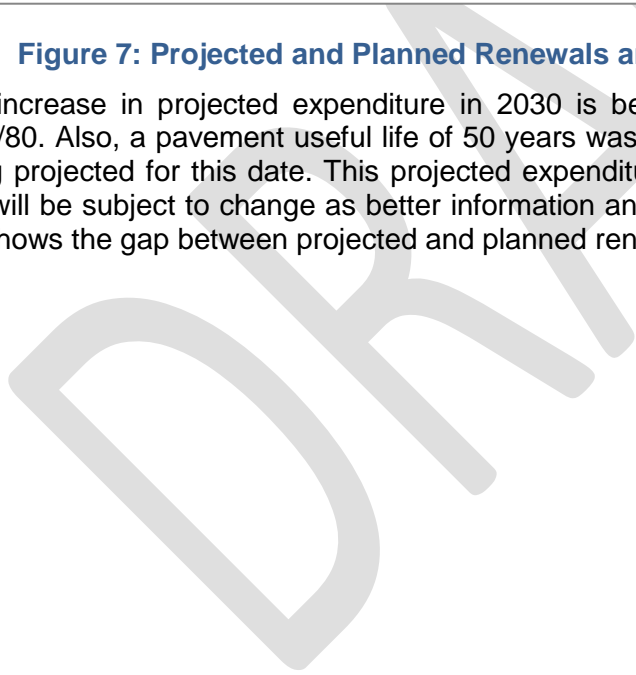 Figure 7: Projected and Planned Renewals a
increase in projected expenditure in 2030 is be
/80. Also, a pavement useful life of 50 years was
g projected for this date. This projected expenditu
will be subject to change as better information an
hows the gap between projected and planned ren
DRA